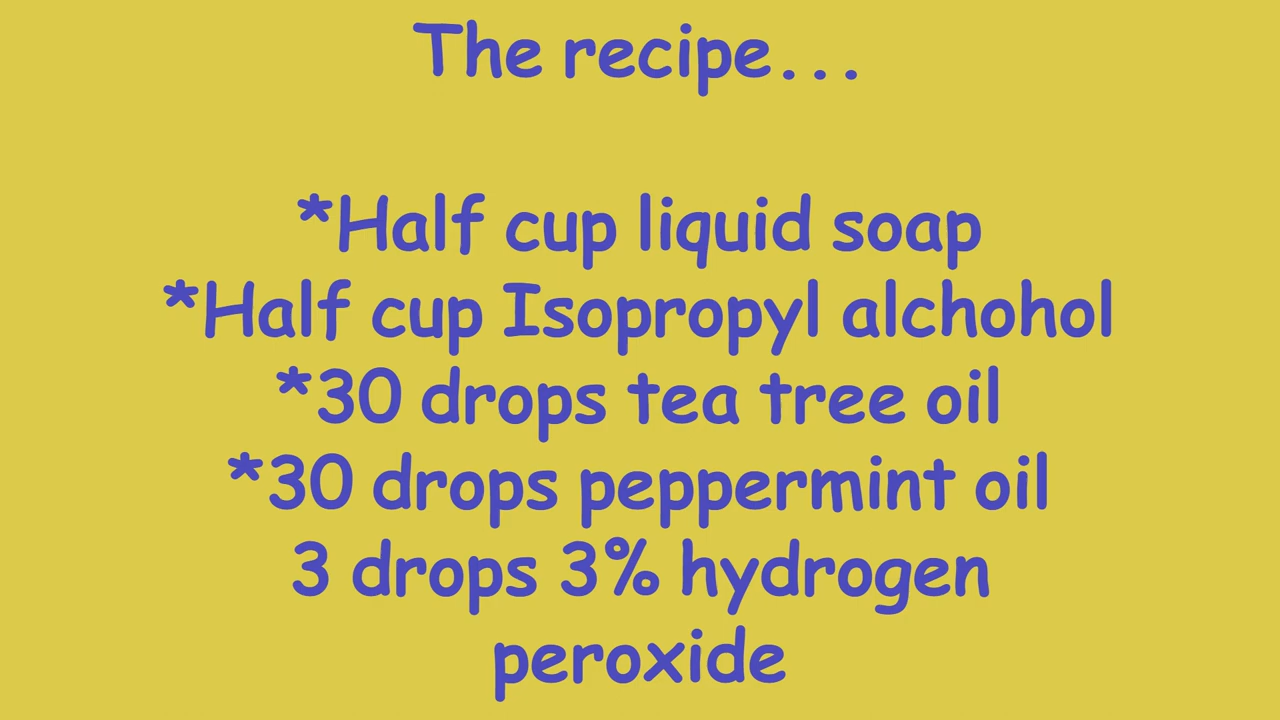 The recipe...
*Half cup liquid soap
*Half cup Isopropyl alchohol
*30 drops tea tree oil
*30 drops peppermint oil
3 drops 3% hydrogen
peroxide